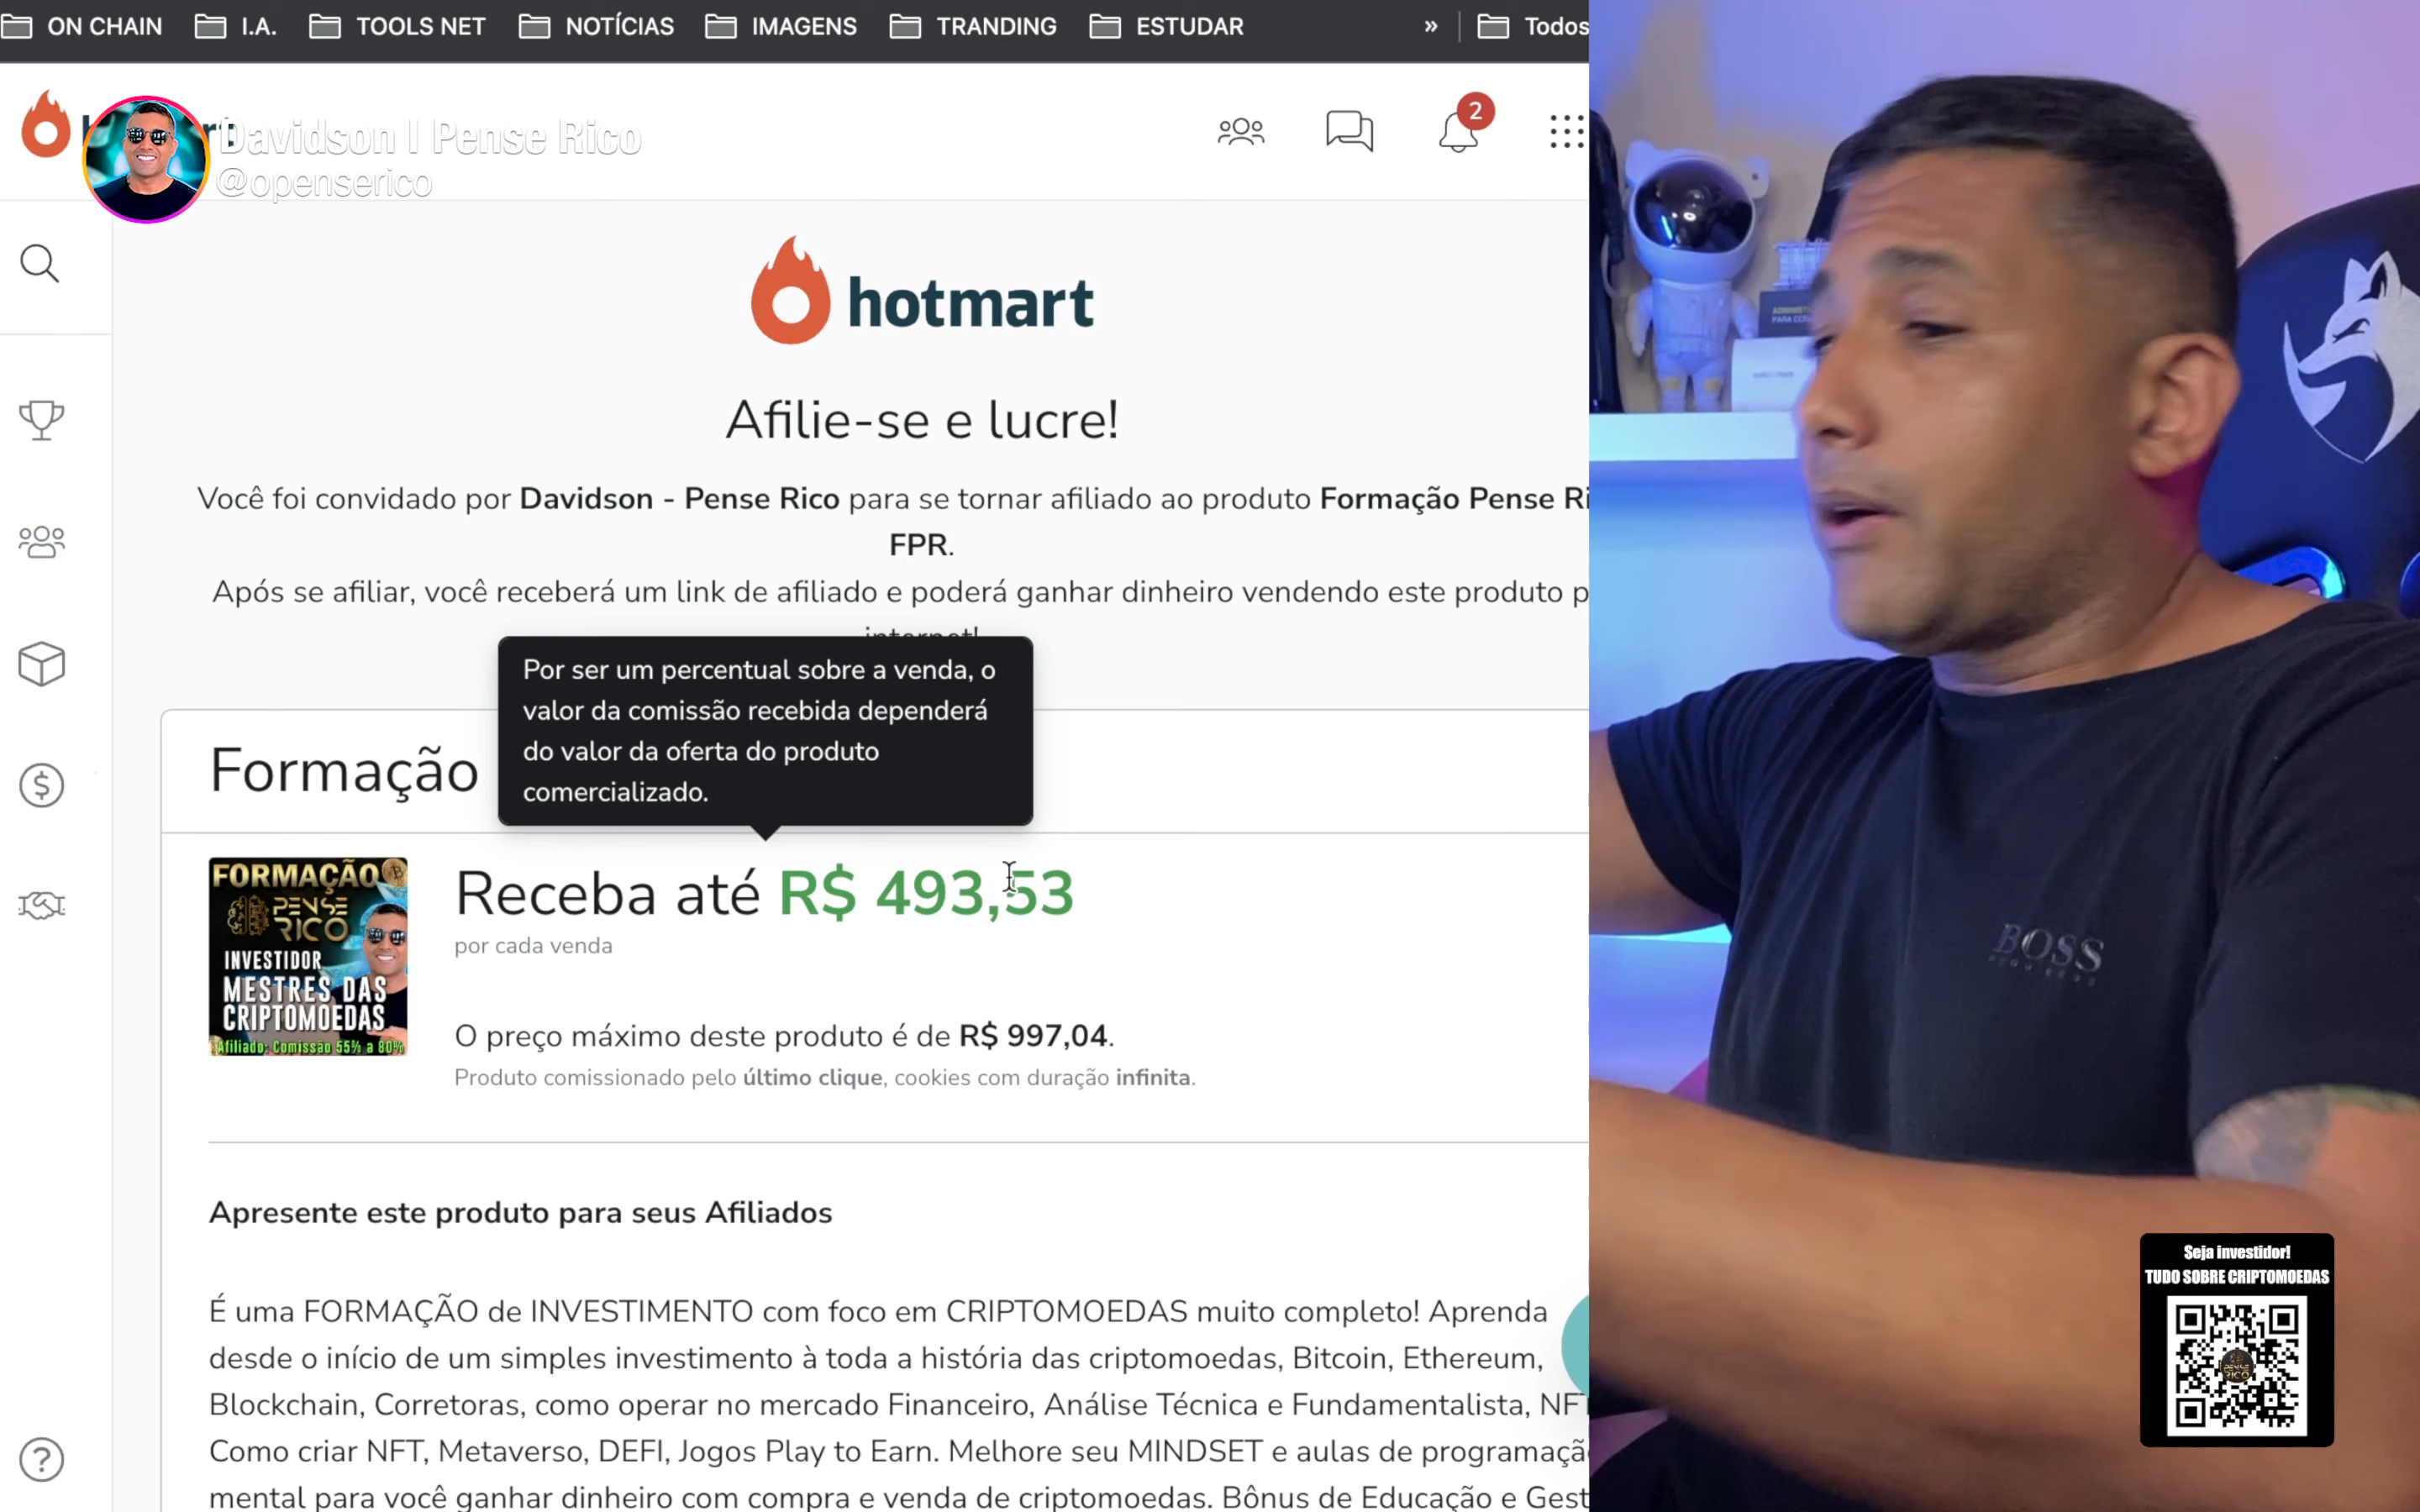 ON CHAIN I.A. TOOLS NET NOTÍCIAS IMAGENS TRANDING ESTUDAR » Todos
Davidson | Pense Rico
@openserico
2
hotmart
Afilie-se e lucre!
Você foi convidado por Davidson - Pense Rico para se tornar afiliado ao produto Formação Pense Ri
FPR.
Após se afiliar, você receberá um link de afiliado e poderá ganhar dinheiro vendendo este produto p
internet!
Por ser um percentual sobre a venda, o
valor da comissão recebida dependerá
do valor da oferta do produto
comercializado.
Formação
FORMAÇÃO
PENSE
RICO
INVESTIDOR
MESTRES DAS
CRIPTOMOEDAS
Afiliado: Comissão 55% a 80%
Receba até R$ 493,53
por cada venda
O preço máximo deste produto é de R$ 997,04.
Produto comissionado pelo último clique, cookies com duração infinita.
Apresente este produto para seus Afiliados
É uma FORMAÇÃO de INVESTIMENTO com foco em CRIPTOMOEDAS muito completo! Aprenda
desde o início de um simples investimento à toda a história das criptomoedas, Bitcoin, Ethereum,
Blockchain, Corretoras, como operar no mercado Financeiro, Análise Técnica e Fundamentalista, NFT
Como criar NFT, Metaverso, DEFI, Jogos Play to Earn. Melhore seu MINDSET e aulas de programação
mental para você ganhar dinheiro com compra e venda de criptomoedas. Bônus de Educação e Gest
BOSS
Seja investidor!
TUDO SOBRE CRIPTOMOEDAS
PENSE
RICO